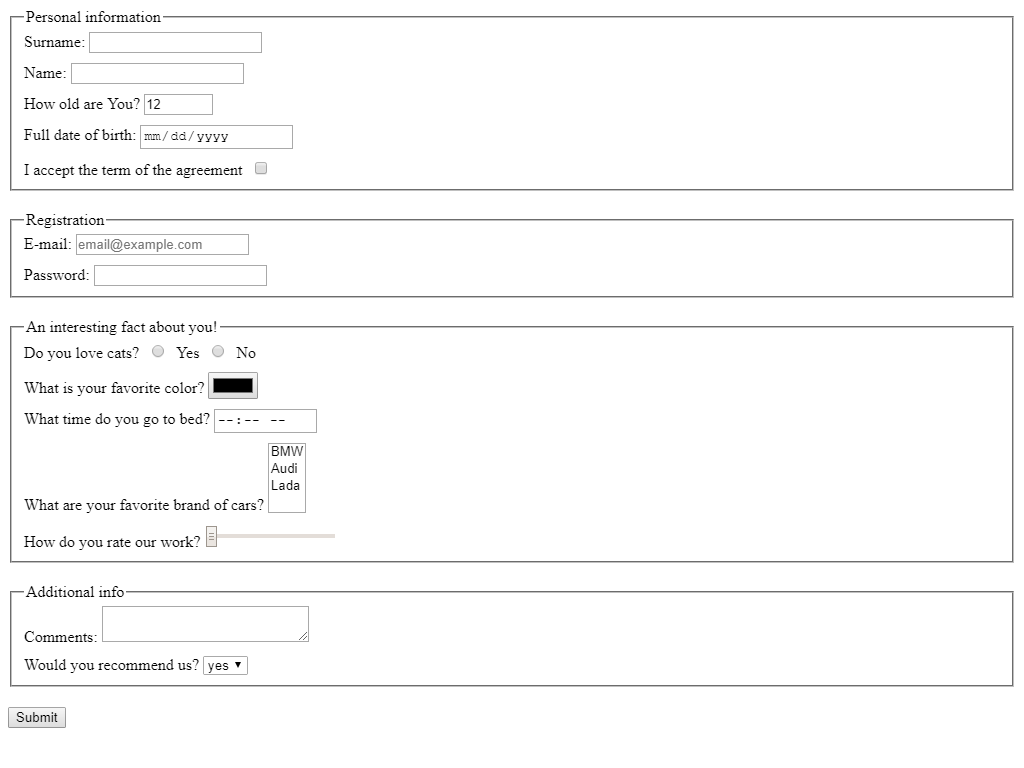 Personal information
Surname:
Name:
How old are You? 12
Full date of birth: mm/dd/yyyy
I accept the term of the agreement
Registration
E-mail: email@example.com
Password:
An interesting fact about you!
Do you love cats? Yes No
What is your favorite color?
What time do you go to bed? --:-- --
BMW
Audi
Lada
What are your favorite brand of cars?
How do you rate our work?
Additional info
Comments:
Would you recommend us? yes
Submit